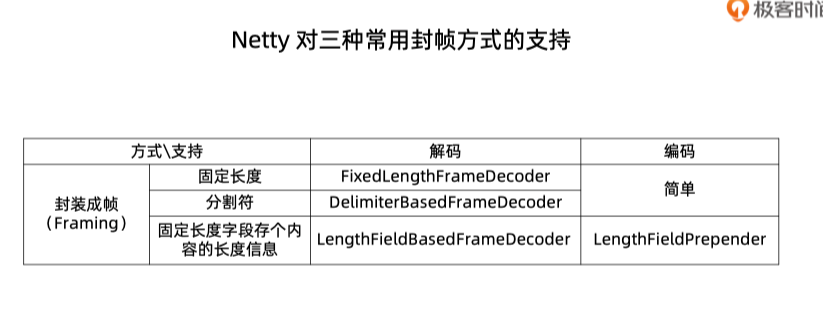 极客时间
Netty 对三种常用封帧方式的支持
方式\支持 解码 编码
固定长度 FixedLengthFrameDecoder
简单
分割符 DelimiterBasedFrameDecoder
封装成帧
(Framing)
固定长度字段存个内
容的长度信息
LengthFieldBasedFrameDecoder LengthFieldPrepender